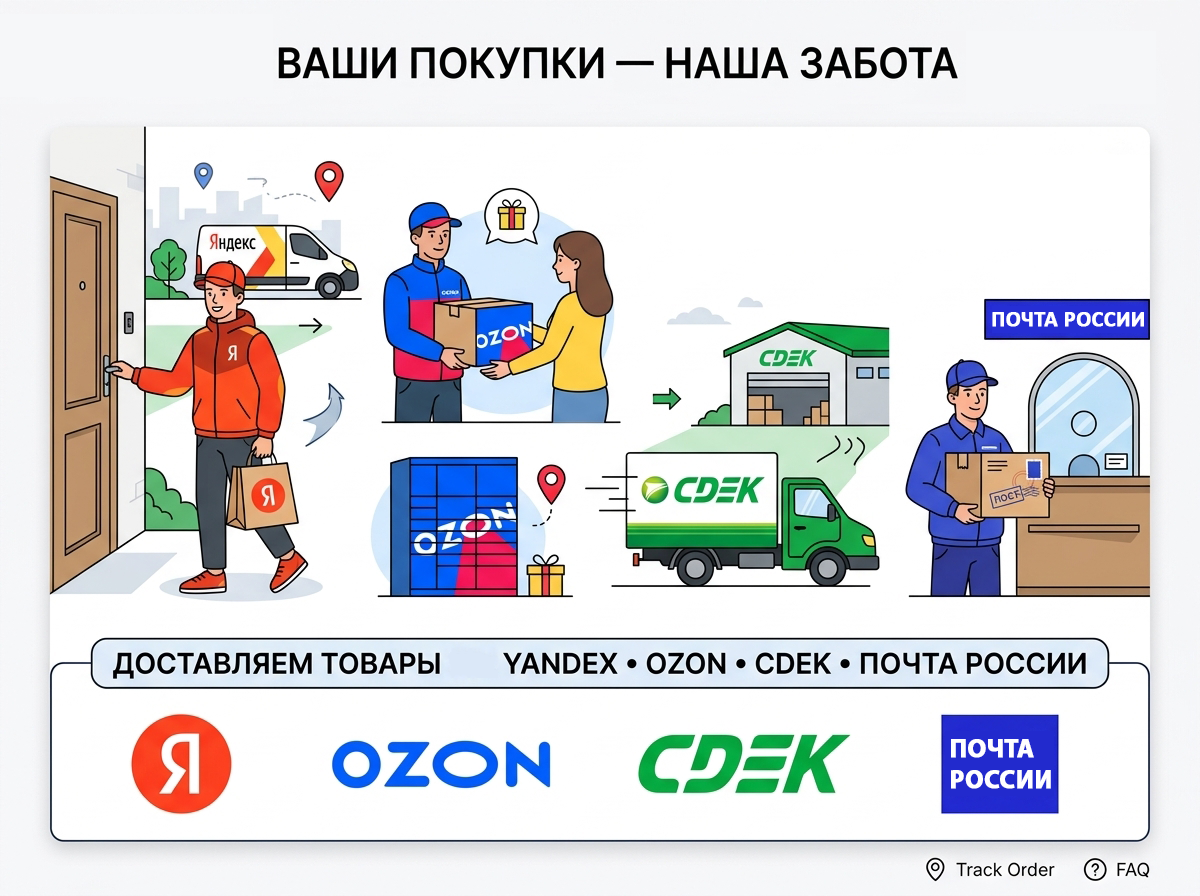 ВАШИ ПОКУПКИ — НАША ЗАБОТА
Яндекс
Я
Я
OZON
OZON
CDEK
CDEK
ПОЧТА РОССИИ
ДОСТАВЛЯЕМ ТОВАРЫ YANDEX • OZON • CDEK • ПОЧТА РОССИИ
Я
OZON
CDEK
ПОЧТА
РОССИИ
Track Order
? FAQ